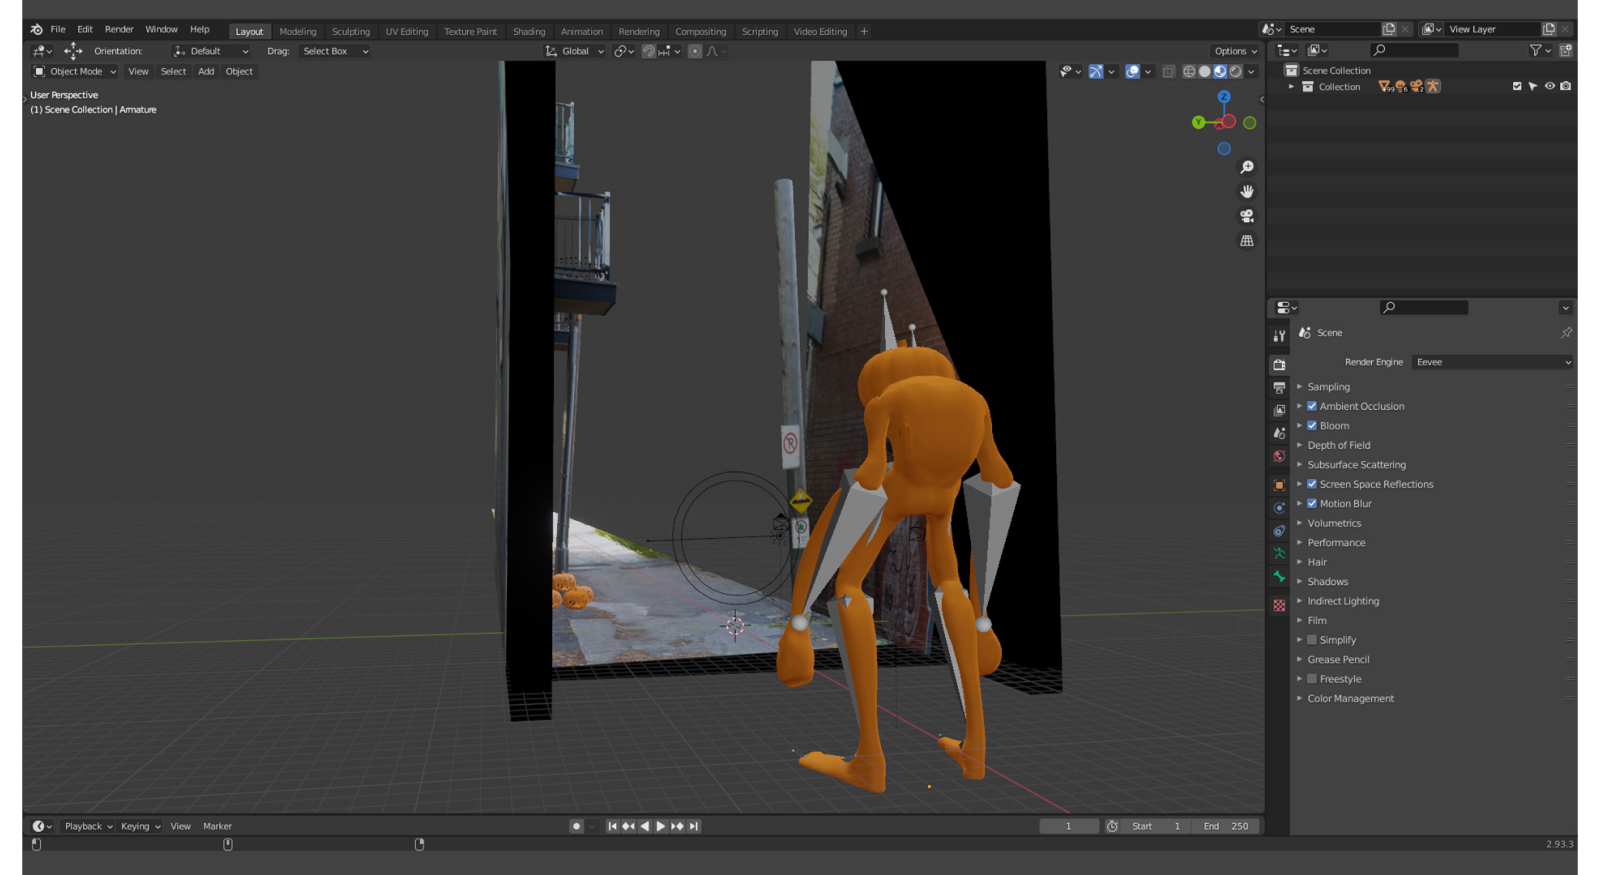 File Edit Render Window Help Layout Modeling Sculpting UV Editing Texture Paint Shading Animation Rendering Compositing Scripting Video Editing + Scene View Layer
Orientation: Default Drag: Select Box Global Options
Object Mode View Select Add Object
User Perspective
(1) Scene Collection | Armature
Z
Y
Scene Collection
Collection 99 6 2
Scene
Render Engine Eevee
Sampling
Ambient Occlusion
Bloom
Depth of Field
Subsurface Scattering
Screen Space Reflections
Motion Blur
Volumetrics
Performance
Hair
Shadows
Indirect Lighting
Film
Simplify
Grease Pencil
Freestyle
Color Management
Playback Keying View Marker 1 Start 1 End 250
2.93.3